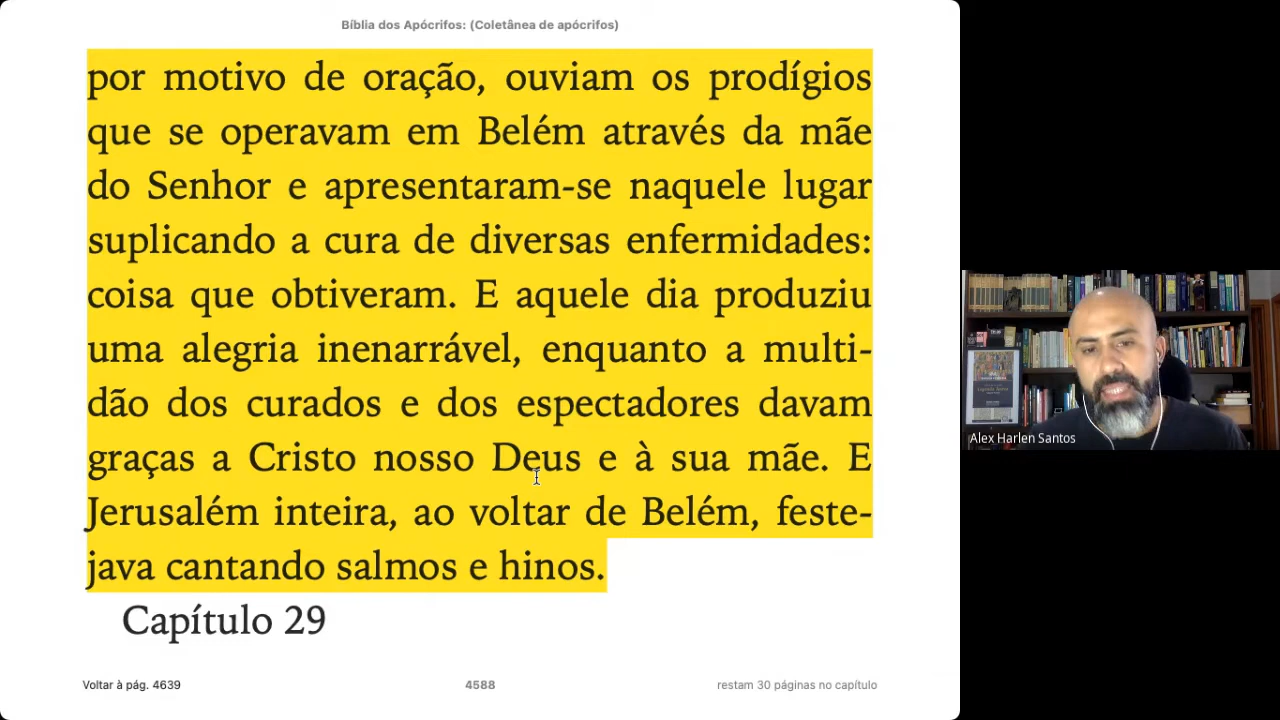 Bíblia dos Apócrifos: (Coletânea de apócrifos)
por motivo de oração, ouviam os prodígios
que se operavam em Belém através da mãe
do Senhor e apresentaram-se naquele lugar
suplicando a cura de diversas enfermidades:
coisa que obtiveram. E aquele dia produziu
uma alegria inenarrável, enquanto a multi-
dão dos curados e dos espectadores davam
graças a Cristo nosso Deus e à sua mãe. E
Jerusalém inteira, ao voltar de Belém, feste-
java cantando salmos e hinos.
Capítulo 29
Voltar à pág. 4639
4588
restam 30 páginas no capítulo
Alex Harlen Santos